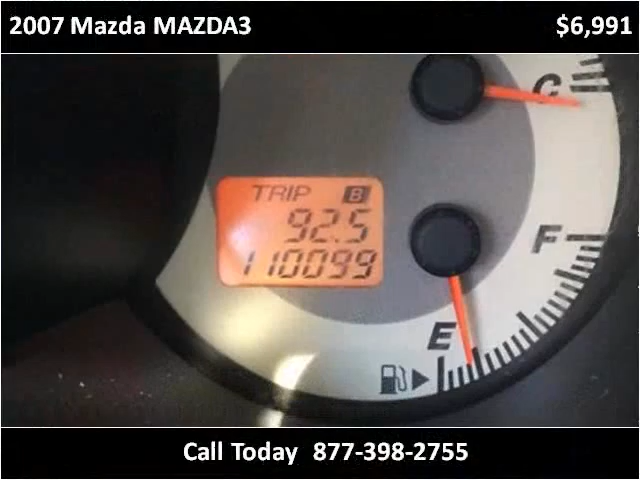 2007 Mazda MAZDA3 $6,991
C
TRIP B
92.5
110099
F
E
Call Today 877-398-2755